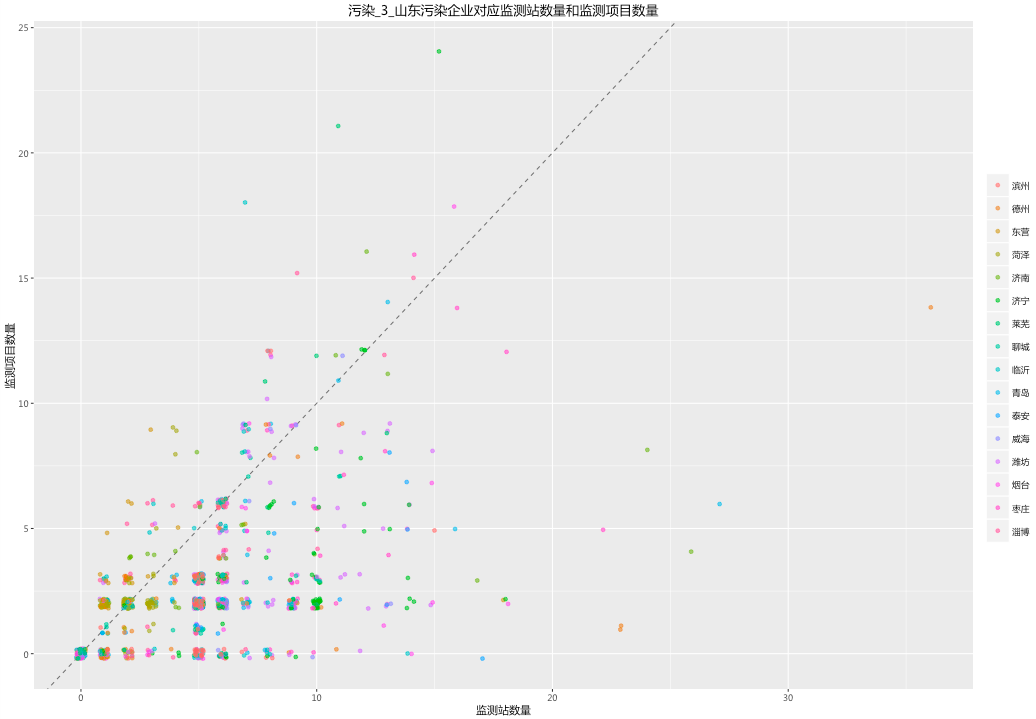 污染_3_山东污染企业对应监测站数量和监测项目数量
25
20
15
10
5
0
监测项目数量
0
10
20
30
监测站数量
滨州
德州
东营
菏泽
济南
济宁
莱芜
聊城
临沂
青岛
泰安
威海
潍坊
烟台
枣庄
淄博